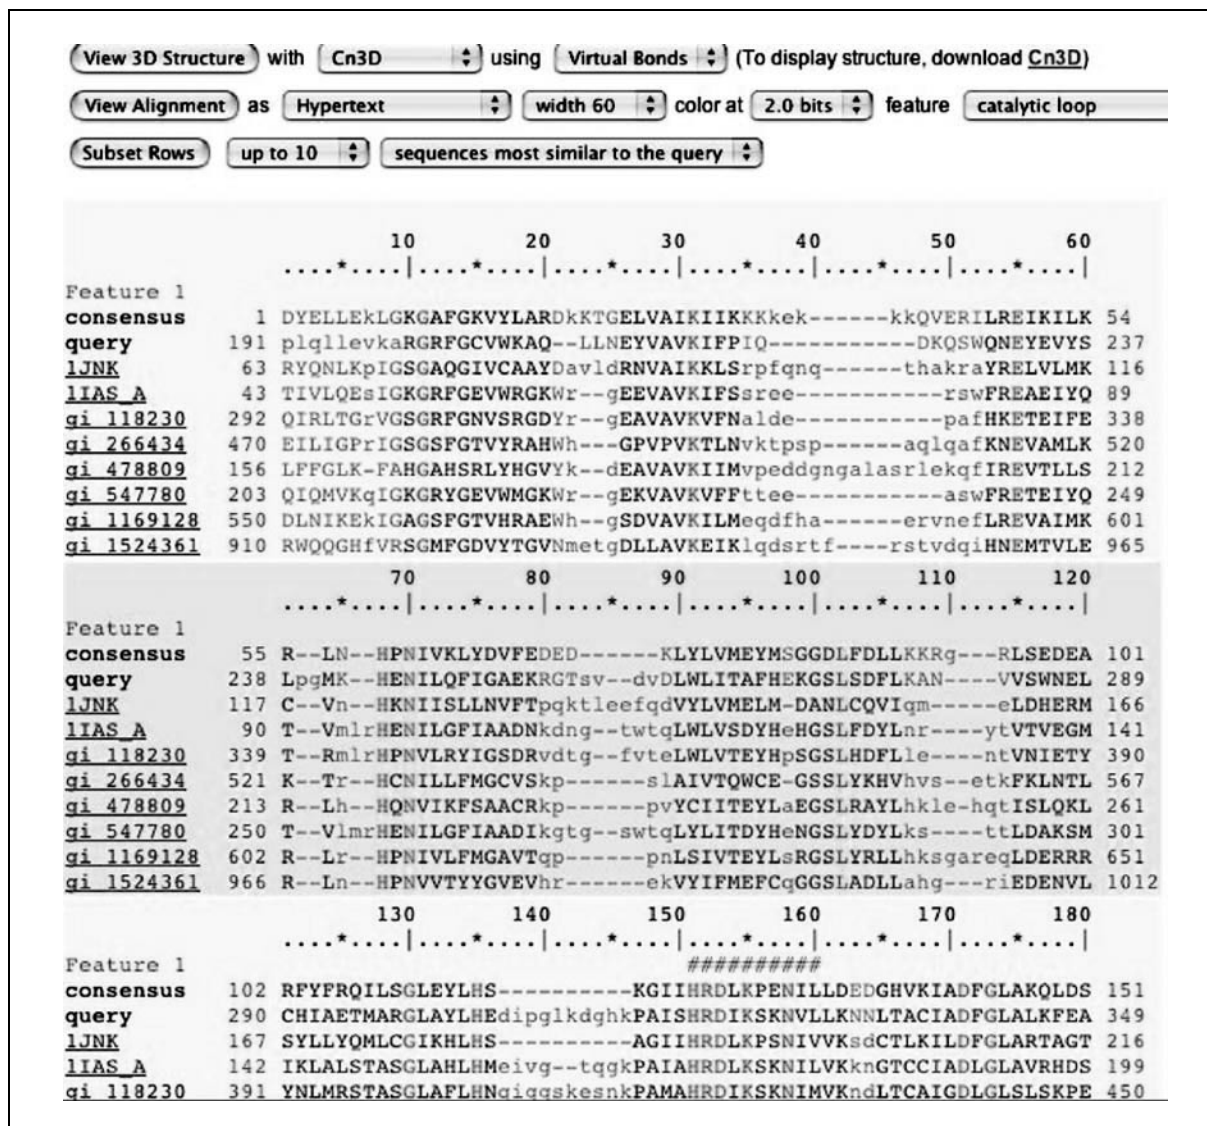 View 3D Structure with Cn3D using Virtual Bonds (To display structure, download Cn3D)
View Alignment as Hypertext width 60 color at 2.0 bits feature catalytic loop
Subset Rows up to 10 sequences most similar to the query
10 20 30 40 50 60
....*....|....*....|....*....|....*....|....*....|....*....|
Feature 1
consensus 1 DYELLEkLGKGAFGKVYLARDkKTGELVAIKIIKKKkek------kkQVERILREIKILK 54
query 191 plqllevkaRGRFGCVWKAQ--LLNEYVAVKIFPIQ-----------DKQSWQNEYEVYS 237
1JNK 63 RYQNLKpIGSGAQGIVCAAYDavldRNVAIKKLSrpfqnq------thakraYRELVLMK 116
1IAS_A 43 TIVLQEsIGKGRFGEVWRGKWr--gEEVAVKIFSsree-----------rswFREAEIYQ 89
gi 118230 292 QIRLTGrVGSGRFGNVSRGDYr--gEAVAVKVFNalde-----------pafHKETEIFE 338
gi 266434 470 EILIGPrIGSGSFGTVYRAHWh---GPVPVKTLNvktpsp------aqlqafKNEVAMLK 520
gi 478809 156 LFFGLK-FAHGAHSRLYHGVYk--dEAVAVKIIMvpeddgngalasrlekqfIREVTLLS 212
gi 547780 203 QIQMVKqIGKGRYGEVWMGKWr--gEKVAVKVFFttee-----------aswFRETEIYQ 249
gi 1169128 550 DLNIKEkIGAGSFGTVHRAEWh--gSDVAVKILMeqdfha------ervnefLREVAIMK 601
gi 1524361 910 RWQQGHfVRSGMFGDVYTGVNmetgDLLAVKEIKlqdsrtf----rstvdqiHNEMTVLE 965
70 80 90 100 110 120
....*....|....*....|....*....|....*....|....*....|....*....|
Feature 1
consensus 55 R--LN--HPNIVKLYDVFEDED------KLYLVMEYMSGGDLFDLLKKRg---RLSEDEA 101
query 238 LpgMK--HENILQFIGAEKRGTsv--dvDLWLITAFHEKGSLSDFLKAN----VVSWNEL 289
1JNK 117 C--Vn--HKNIISLLNVFTpqktleefqdVYLVMELM-DANLCQVIqm-----eLDHERM 166
1IAS_A 90 T--VmlrHENILGFIAADNkdng--twtqLWLVSDYHeHGSLFDYLnr----ytVTVEGM 141
gi 118230 339 T--RmlrHPNVLRYIGSDRvdtg--fvteLWLVTEYHpSGSLHDFLle----ntVNIETY 390
gi 266434 521 K--Tr--HCNILLFMGCVSkp------slAIVTQWCE-GSSLYKHVhvs--etkFKLNTL 567
gi 478809 213 R--Lh--HQNVIKFSAACRkp------pvYCIITEYLaEGSLRAYLhkle-hqtISLQKL 261
gi 547780 250 T--VlmrHENILGFIAADIkgtg--swtqLYLITDYHeNGSLYDYLks----ttLDAKSM 301
gi 1169128 602 R--Lr--HPNIVLFMGAVTqp------pnLSIVTEYLsRGSLYRLLhksgareqLDERRR 651
gi 1524361 966 R--Ln--HPNVVTYYGVEVhr------ekVYIFMEFCqGGSLADLLahg---riEDENVL 1012
130 140 150 160 170 180
....*....|....*....|....*....|....*....|....*....|....*....|
Feature 1 ##########
consensus 102 RFYFRQILSGLEYLHS----------KGIIHRDLKPENILLDEDGHVKIADFGLAKQLDS 151
query 290 CHIAETMARGLAYLHEdipglkdghkPAISHRDIKSKNVLLKNNLTACIADFGLALKFEA 349
1JNK 167 SYLLYQMLCGIKHLHS----------AGIIHRDLKPSNIVVKsdCTLKILDFGLARTAGT 216
1IAS_A 142 IKLALSTASGLAHLHMeivg--tqgkPAIAHRDLKSKNILVKknGTCCIADLGLAVRHDS 199
gi 118230 391 YNLMRSTASGLAFLHNqiggskesnkPAMAHRDIKSKNIMVKndLTCAIGDLGLSLSKPE 450